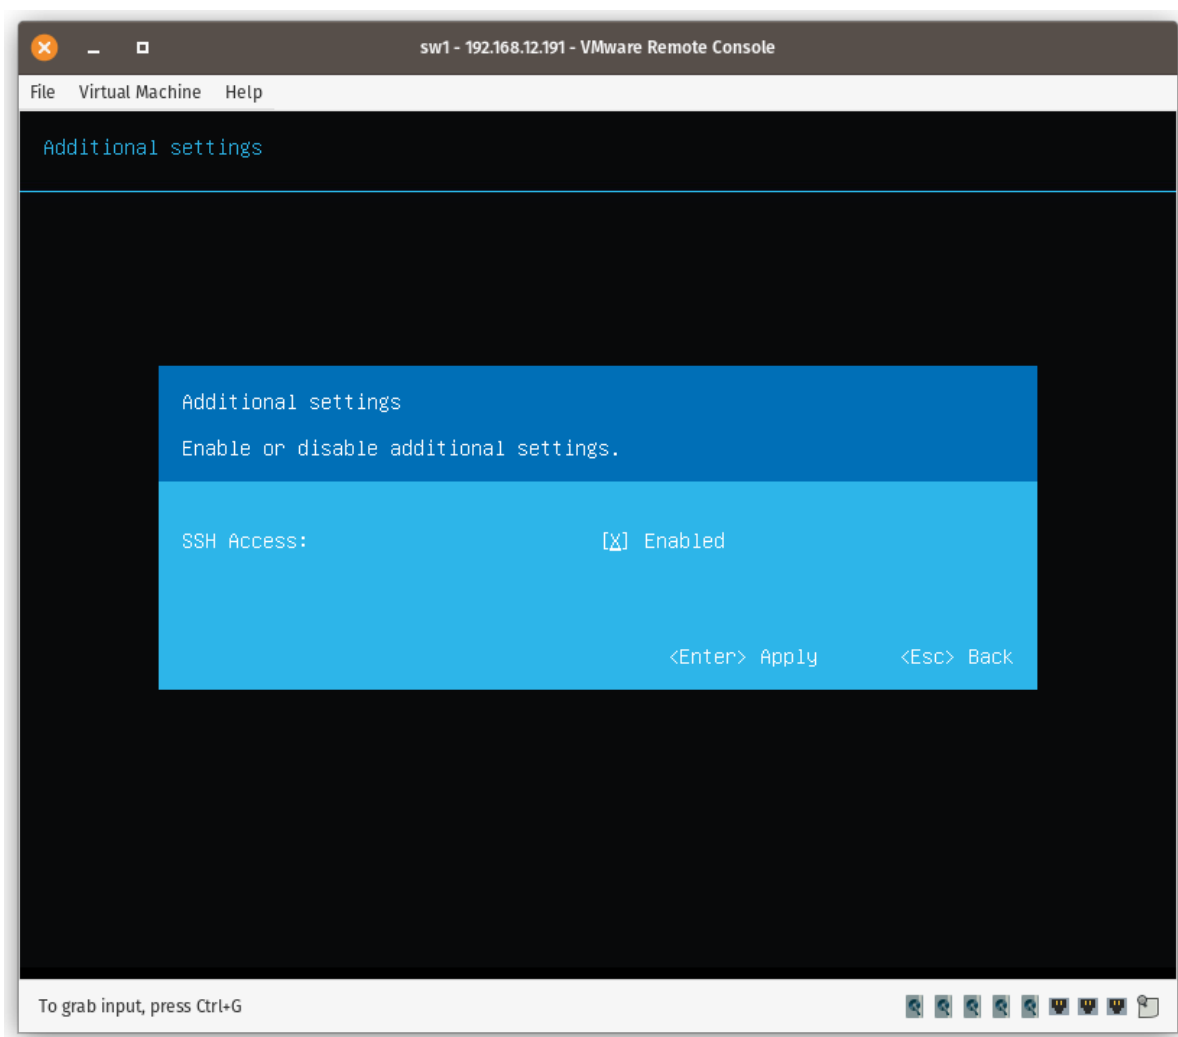 sw1 - 192.168.12.191 - VMware Remote Console
File Virtual Machine Help
Additional settings
Additional settings
Enable or disable additional settings.
SSH Access: [X] Enabled
<Enter> Apply <Esc> Back
To grab input, press Ctrl+G